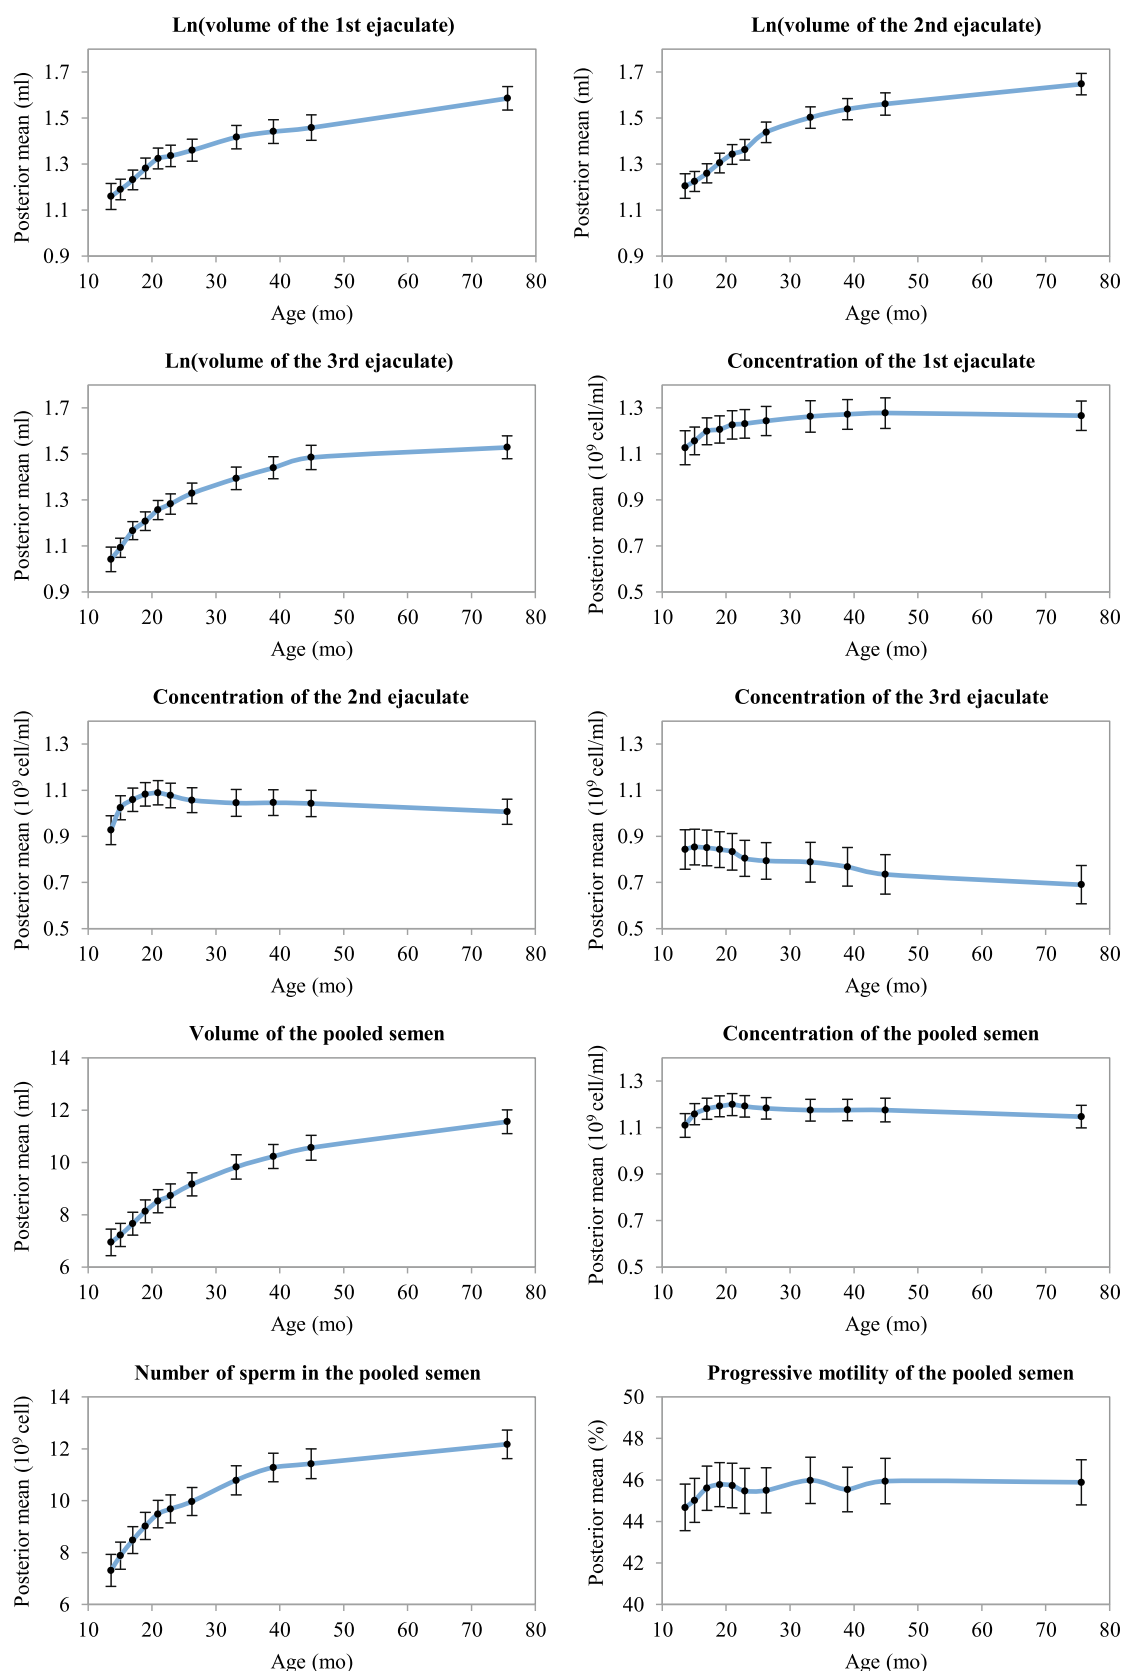 Ln(volume of the 1st ejaculate)
Posterior mean (ml)
1.7
1.5
1.3
1.1
0.9
10 20 30 40 50 60 70 80
Age (mo)
Ln(volume of the 2nd ejaculate)
Posterior mean (ml)
1.7
1.5
1.3
1.1
0.9
10 20 30 40 50 60 70 80
Age (mo)
Ln(volume of the 3rd ejaculate)
Posterior mean (ml)
1.7
1.5
1.3
1.1
0.9
10 20 30 40 50 60 70 80
Age (mo)
Concentration of the 1st ejaculate
Posterior mean (10⁹ cell/ml)
1.3
1.1
0.9
0.7
0.5
10 20 30 40 50 60 70 80
Age (mo)
Concentration of the 2nd ejaculate
Posterior mean (10⁹ cell/ml)
1.3
1.1
0.9
0.7
0.5
10 20 30 40 50 60 70 80
Age (mo)
Concentration of the 3rd ejaculate
Posterior mean (10⁹ cell/ml)
1.3
1.1
0.9
0.7
0.5
10 20 30 40 50 60 70 80
Age (mo)
Volume of the pooled semen
Posterior mean (ml)
14
12
10
8
6
10 20 30 40 50 60 70 80
Age (mo)
Concentration of the pooled semen
Posterior mean (10⁹ cell/ml)
1.3
1.1
0.9
0.7
0.5
10 20 30 40 50 60 70 80
Age (mo)
Number of sperm in the pooled semen
Posterior mean (10⁹ cell)
14
12
10
8
6
10 20 30 40 50 60 70 80
Age (mo)
Progressive motility of the pooled semen
Posterior mean (%)
50
48
46
44
42
40
10 20 30 40 50 60 70 80
Age (mo)